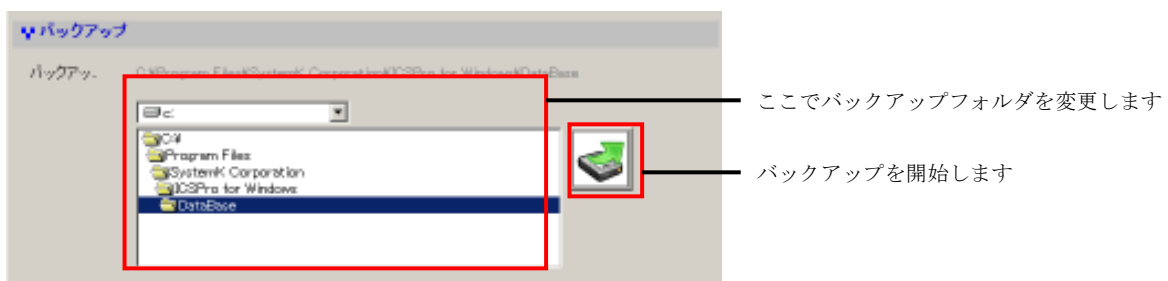 バックアップ
バックアッ.
C:¥Program Files¥SystemK Corporation¥ICSPro for Windows¥DataBase
ここでバックアップフォルダを変更します
c:
C:¥
Program Files
SystemK Corporation
バックアップを開始します
ICSPro for Windows
DataBase